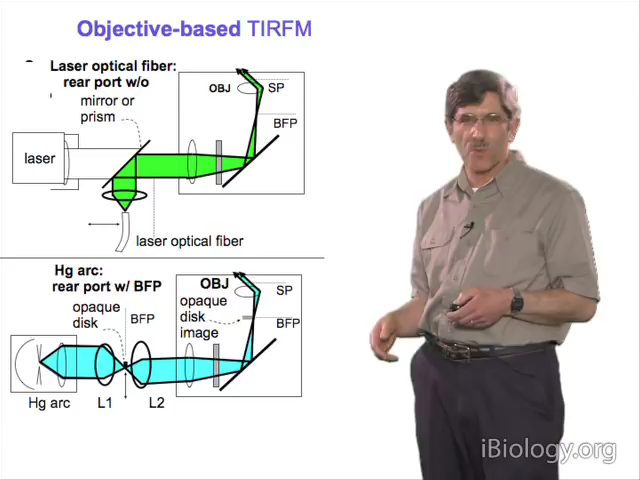 Objective-based TIRFM
Laser optical fiber:
rear port w/o
mirror or
prism
OBJ
SP
BFP
laser
laser optical fiber
Hg arc:
rear port w/ BFP
opaque
disk
BFP
OBJ
SP
opaque
disk
image
BFP
Hg arc
L1
L2
iBiology.org